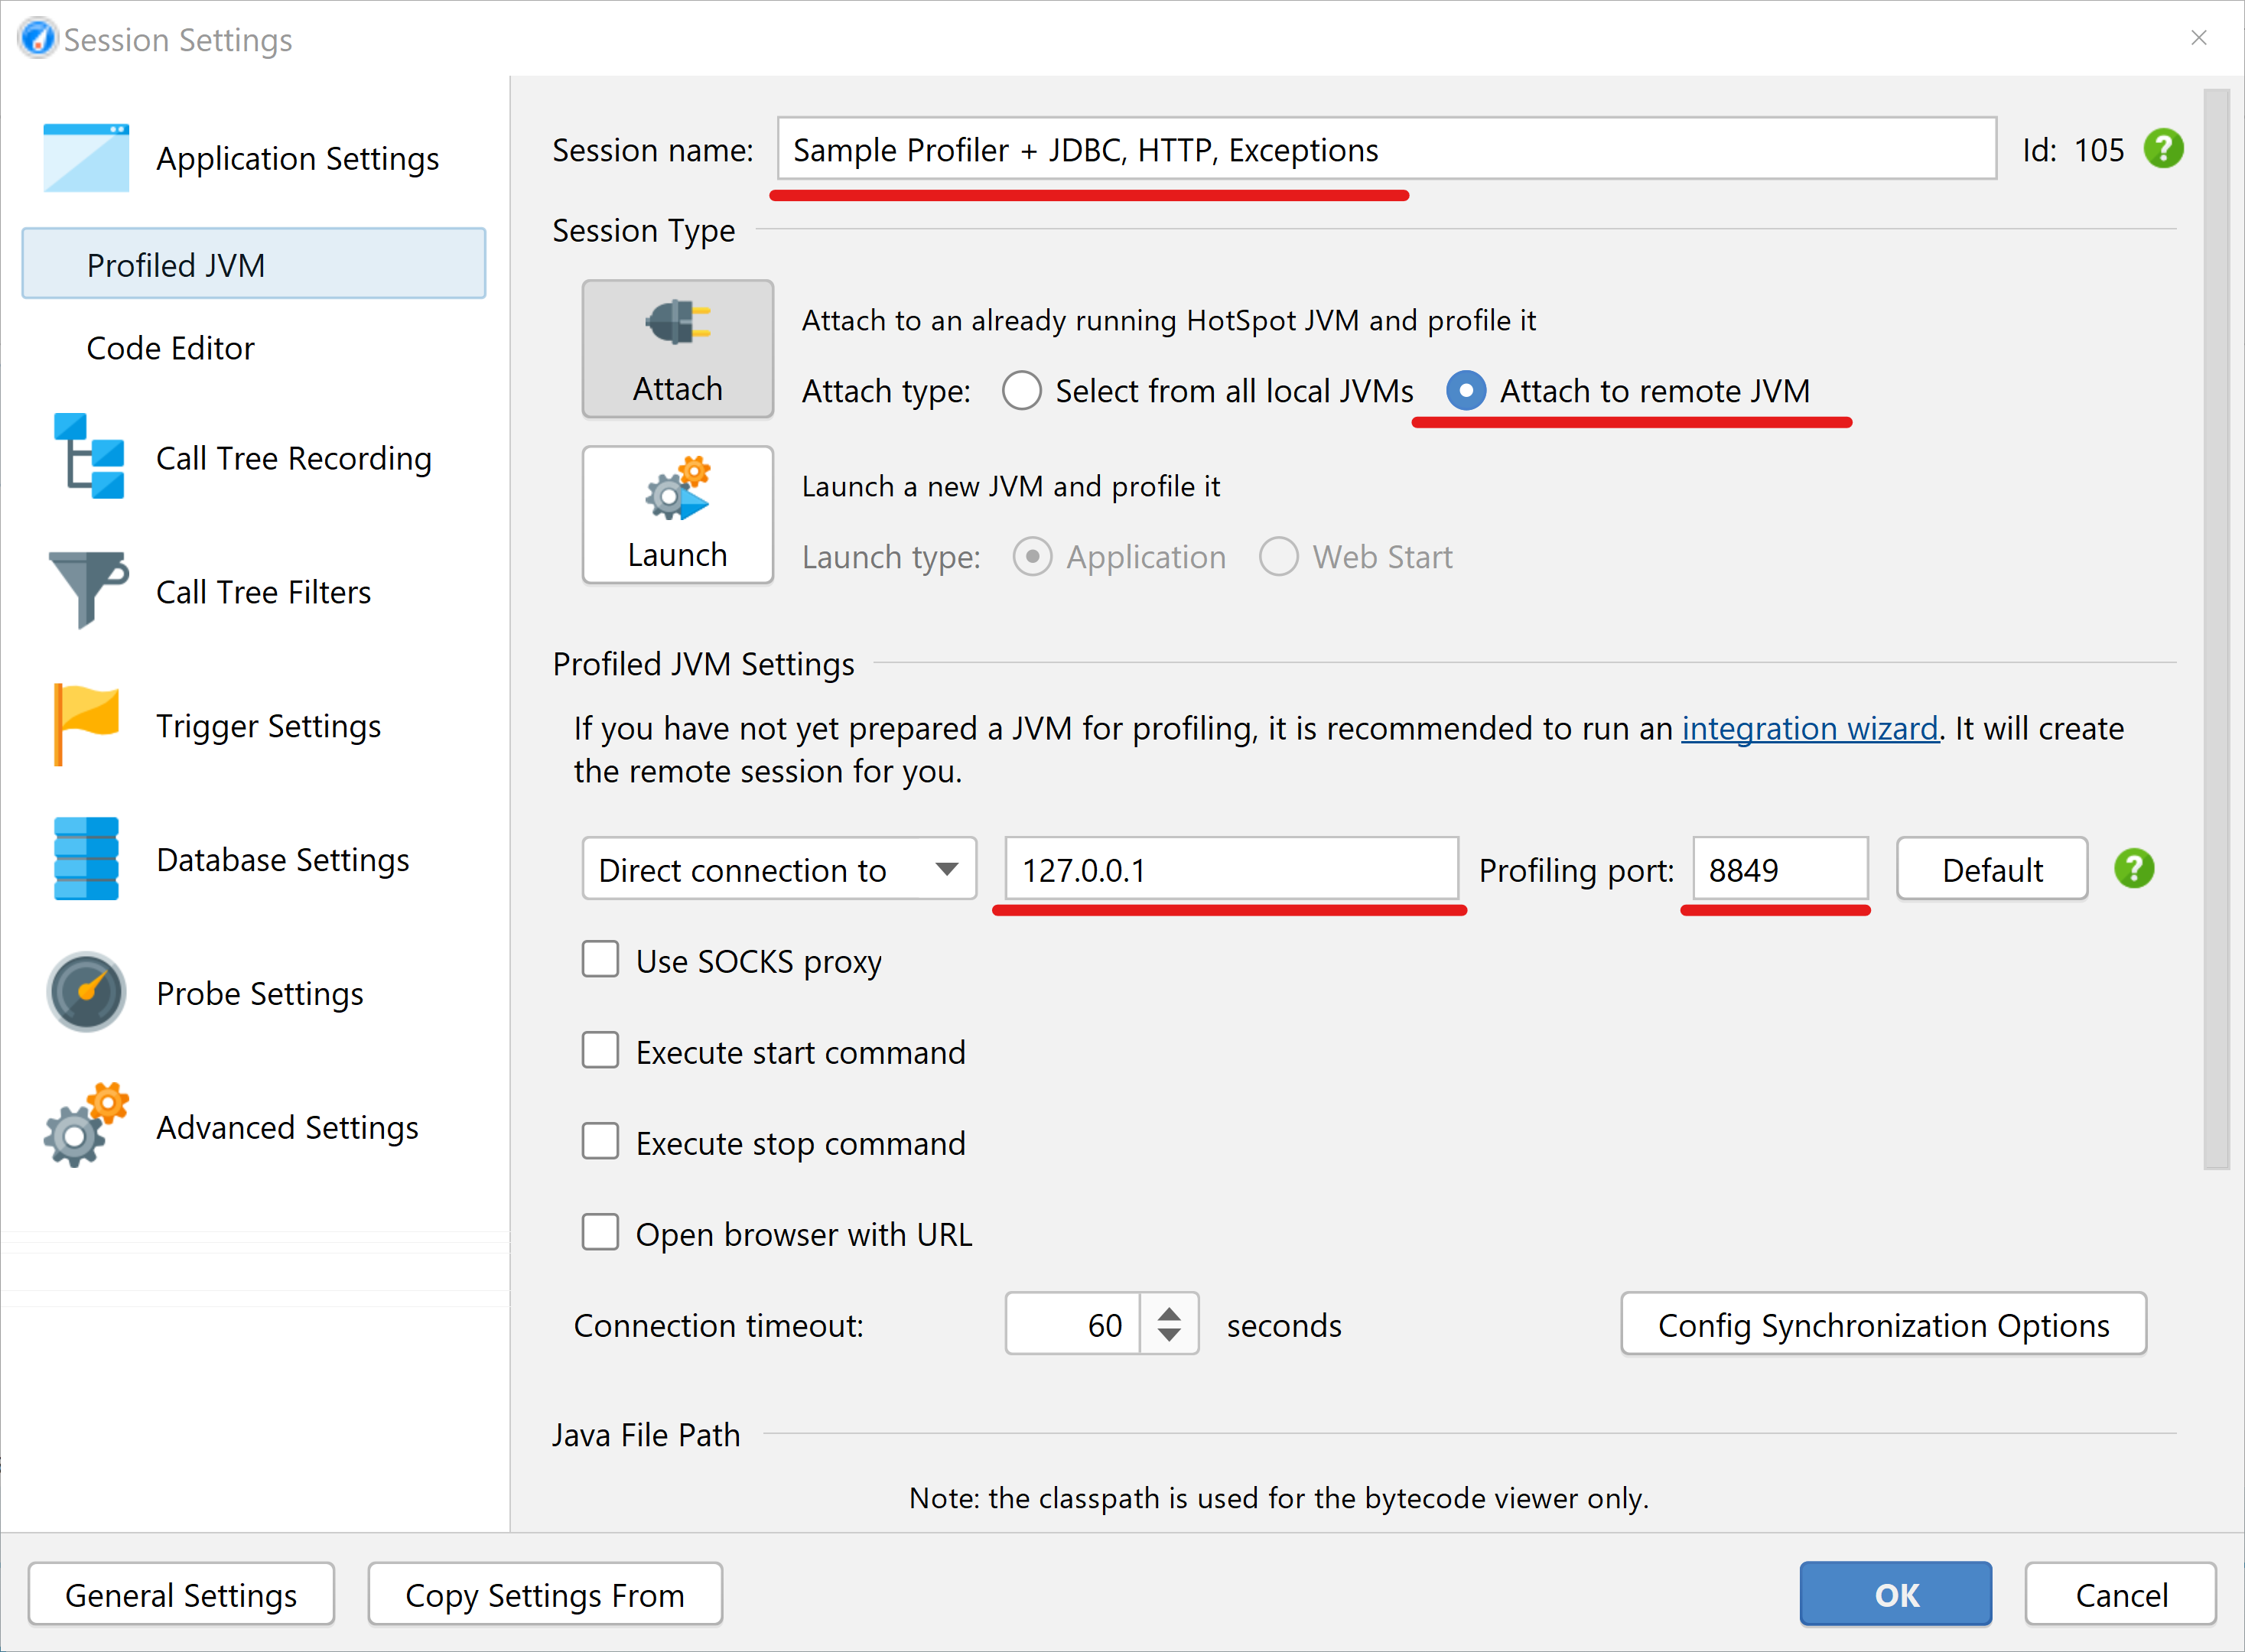 Session Settings
Application Settings
Profiled JVM
Code Editor
Call Tree Recording
Call Tree Filters
Trigger Settings
Database Settings
Probe Settings
Advanced Settings
Session name: Sample Profiler + JDBC, HTTP, Exceptions Id: 105
Session Type
Attach
Attach to an already running HotSpot JVM and profile it
Attach type: Select from all local JVMs Attach to remote JVM
Launch
Launch a new JVM and profile it
Launch type: Application Web Start
Profiled JVM Settings
If you have not yet prepared a JVM for profiling, it is recommended to run an integration wizard. It will create
the remote session for you.
Direct connection to 127.0.0.1 Profiling port: 8849 Default
Use SOCKS proxy
Execute start command
Execute stop command
Open browser with URL
Connection timeout: 60 seconds Config Synchronization Options
Java File Path
Note: the classpath is used for the bytecode viewer only.
General Settings Copy Settings From OK Cancel